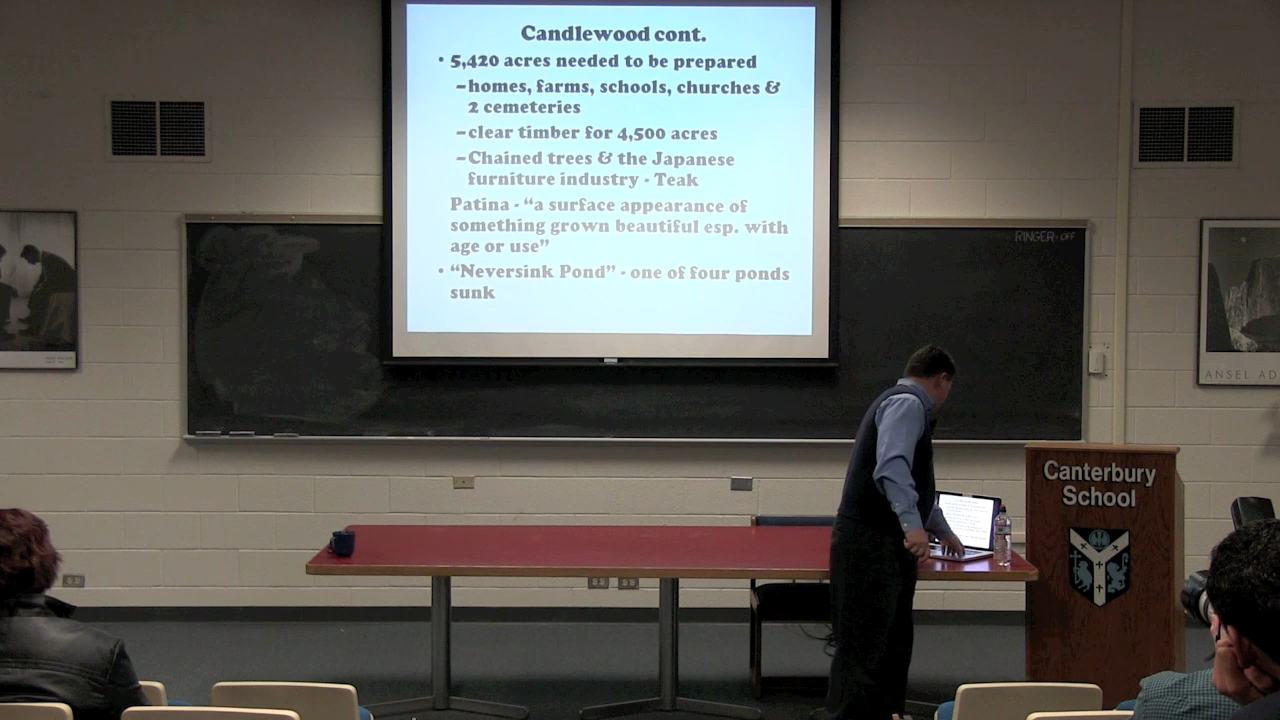 Candlewood cont.
• 5,420 acres needed to be prepared
–homes, farms, schools, churches &
2 cemeteries
–clear timber for 4,500 acres
–Chained trees & the Japanese
furniture industry - Teak
Patina - “a surface appearance of
something grown beautiful esp. with
age or use”
• “Neversink Pond” - one of four ponds
sunk
RINGER-OFF
ANSEL AD
Canterbury
School